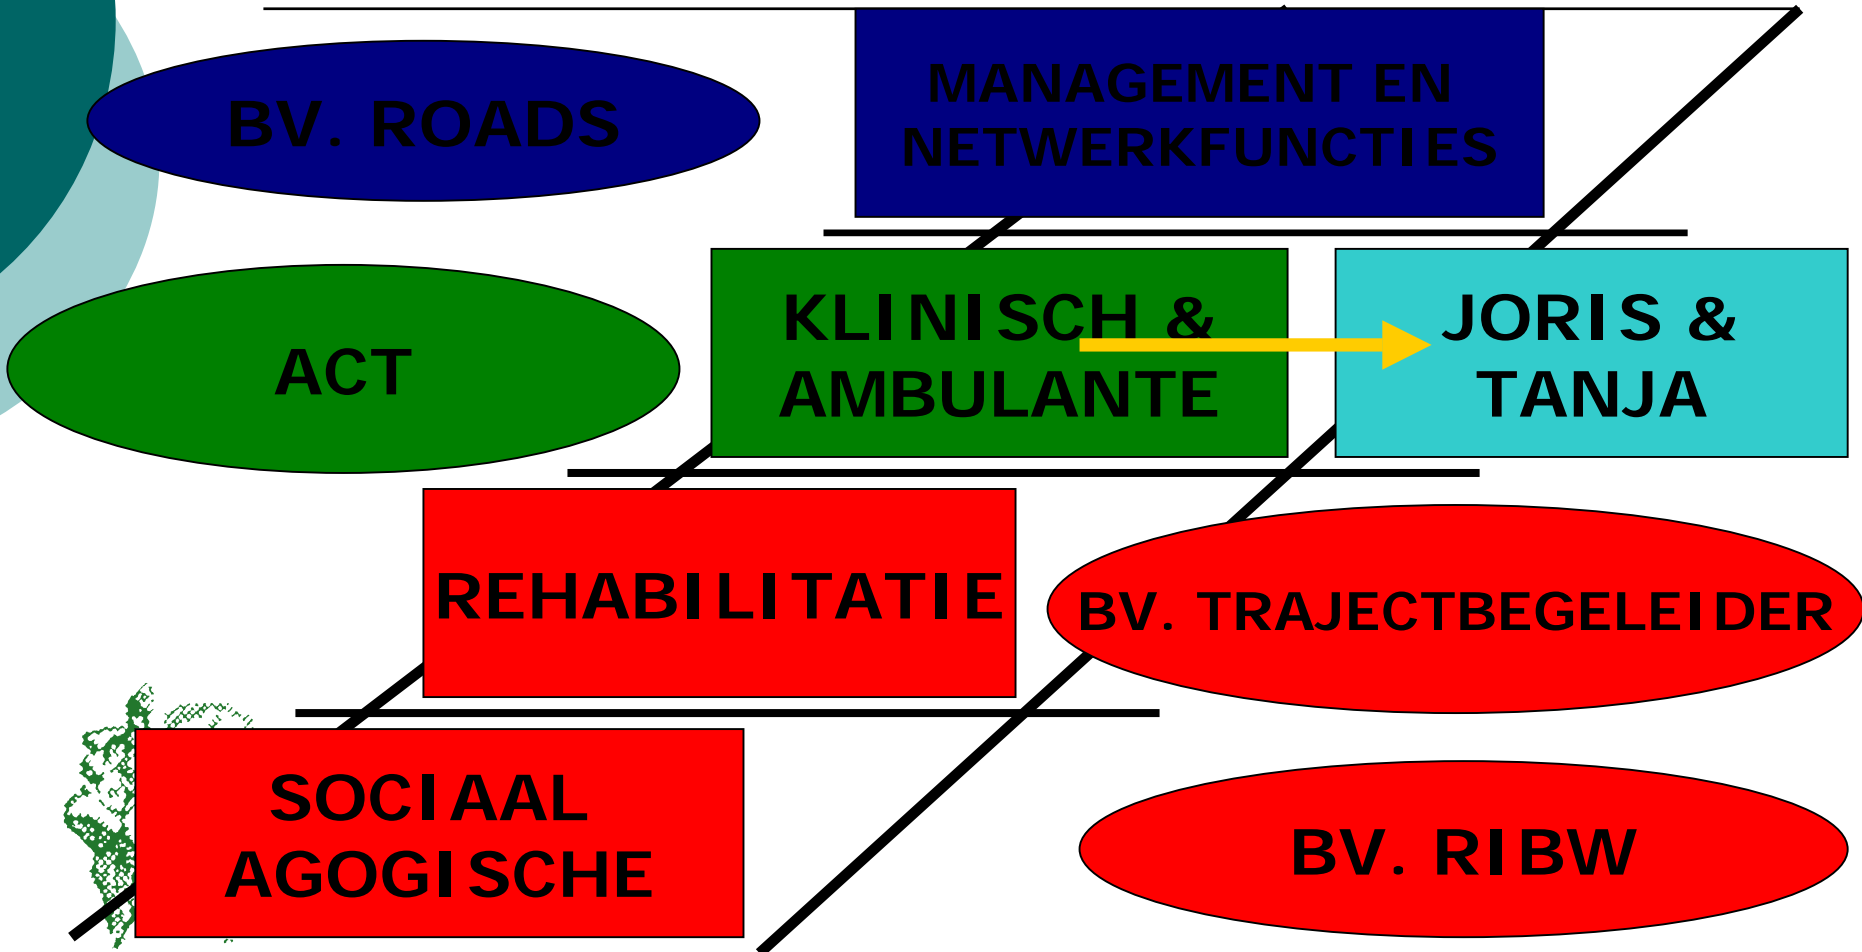 BV. ROADS
MANAGEMENT EN
NETWERKFUNCTIES
ACT
KLINISCH &
AMBULANTE
JORIS &
TANJA
REHABILITATIE
BV. TRAJECTBEGELEIDER
SOCIAAL
AGOGISCHE
BV. RIBW